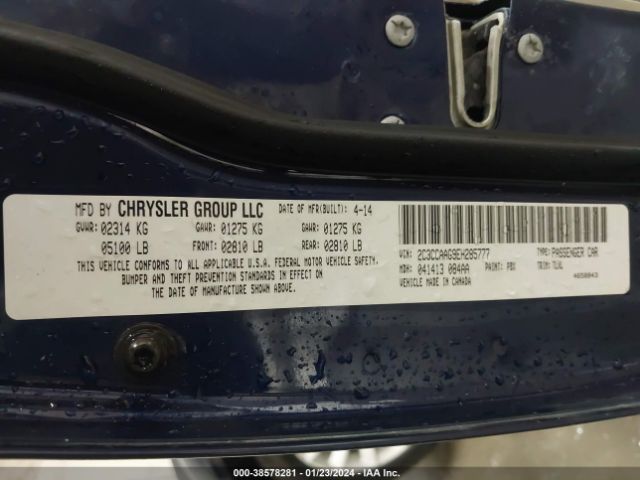 MFD BY CHRYSLER GROUP LLC DATE OF MFR(BUILT): 4-14
GVWR: 02314 KG GAWR: 01275 KG GAWR: 01275 KG
05100 LB FRONT: 02810 LB REAR: 02810 LB
THIS VEHICLE CONFORMS TO ALL APPLICABLE U.S.A. FEDERAL MOTOR VEHICLE SAFETY,
BUMPER AND THEFT PREVENTION STANDARDS IN EFFECT ON
THE DATE OF MANUFACTURE SHOWN ABOVE.
VIN: 2C3CCAAG9EH285777 TYPE: PASSENGER CAR
MDH: 041413 084AA PAINT: PBX TRIM: TLXL
VEHICLE MADE IN CANADA
000-38578281 | 01/23/2024 | IAA Inc.